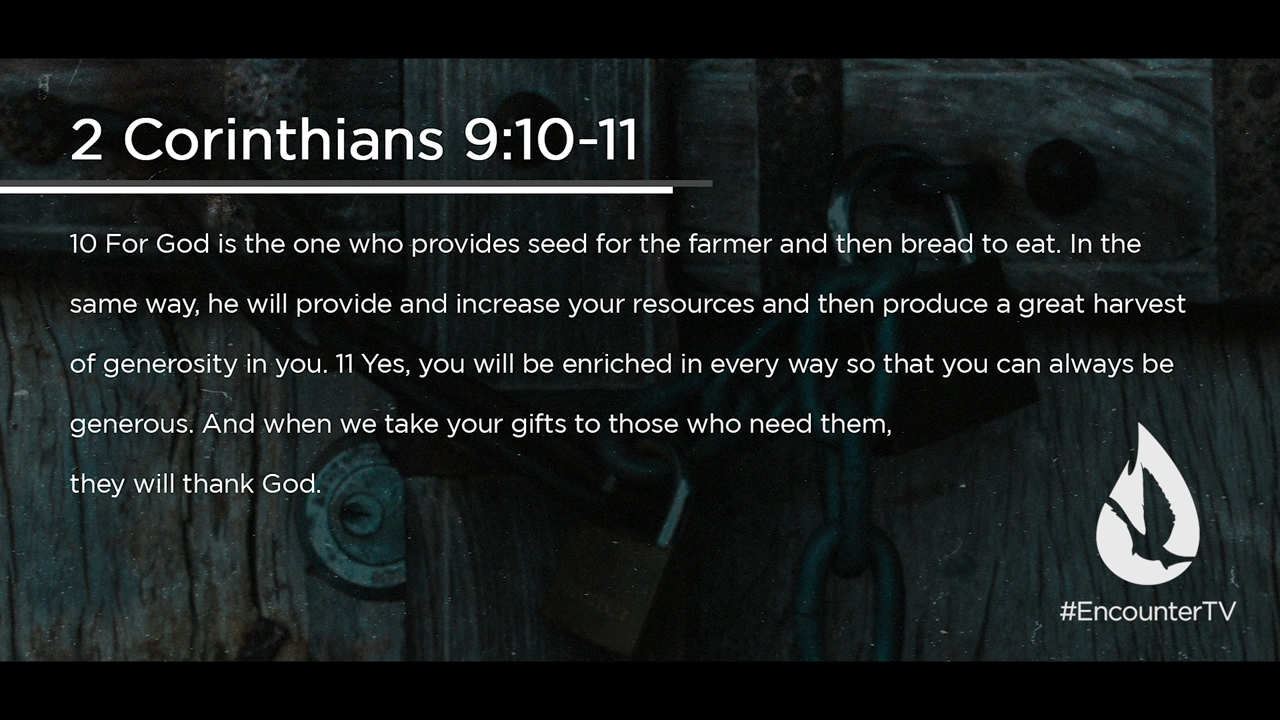 2 Corinthians 9:10-11
10 For God is the one who provides seed for the farmer and then bread to eat. In the
same way, he will provide and increase your resources and then produce a great harvest
of generosity in you. 11 Yes, you will be enriched in every way so that you can always be
generous. And when we take your gifts to those who need them,
they will thank God.
#EncounterTV